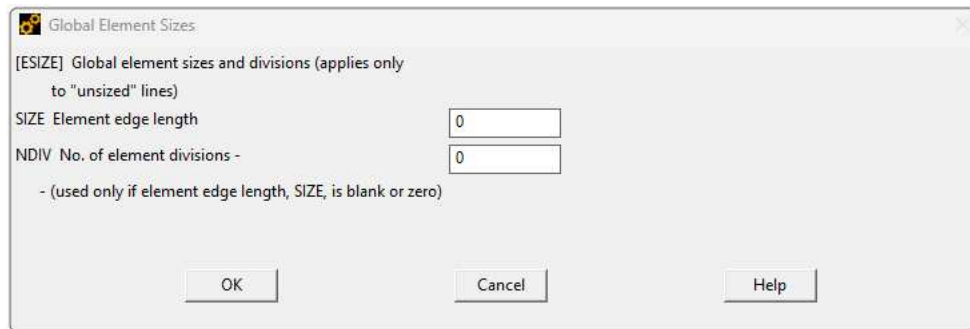 Global Element Sizes
[ESIZE] Global element sizes and divisions (applies only
to "unsized" lines)
SIZE Element edge length
0
NDIV No. of element divisions -
0
- (used only if element edge length, SIZE, is blank or zero)
OK
Cancel
Help